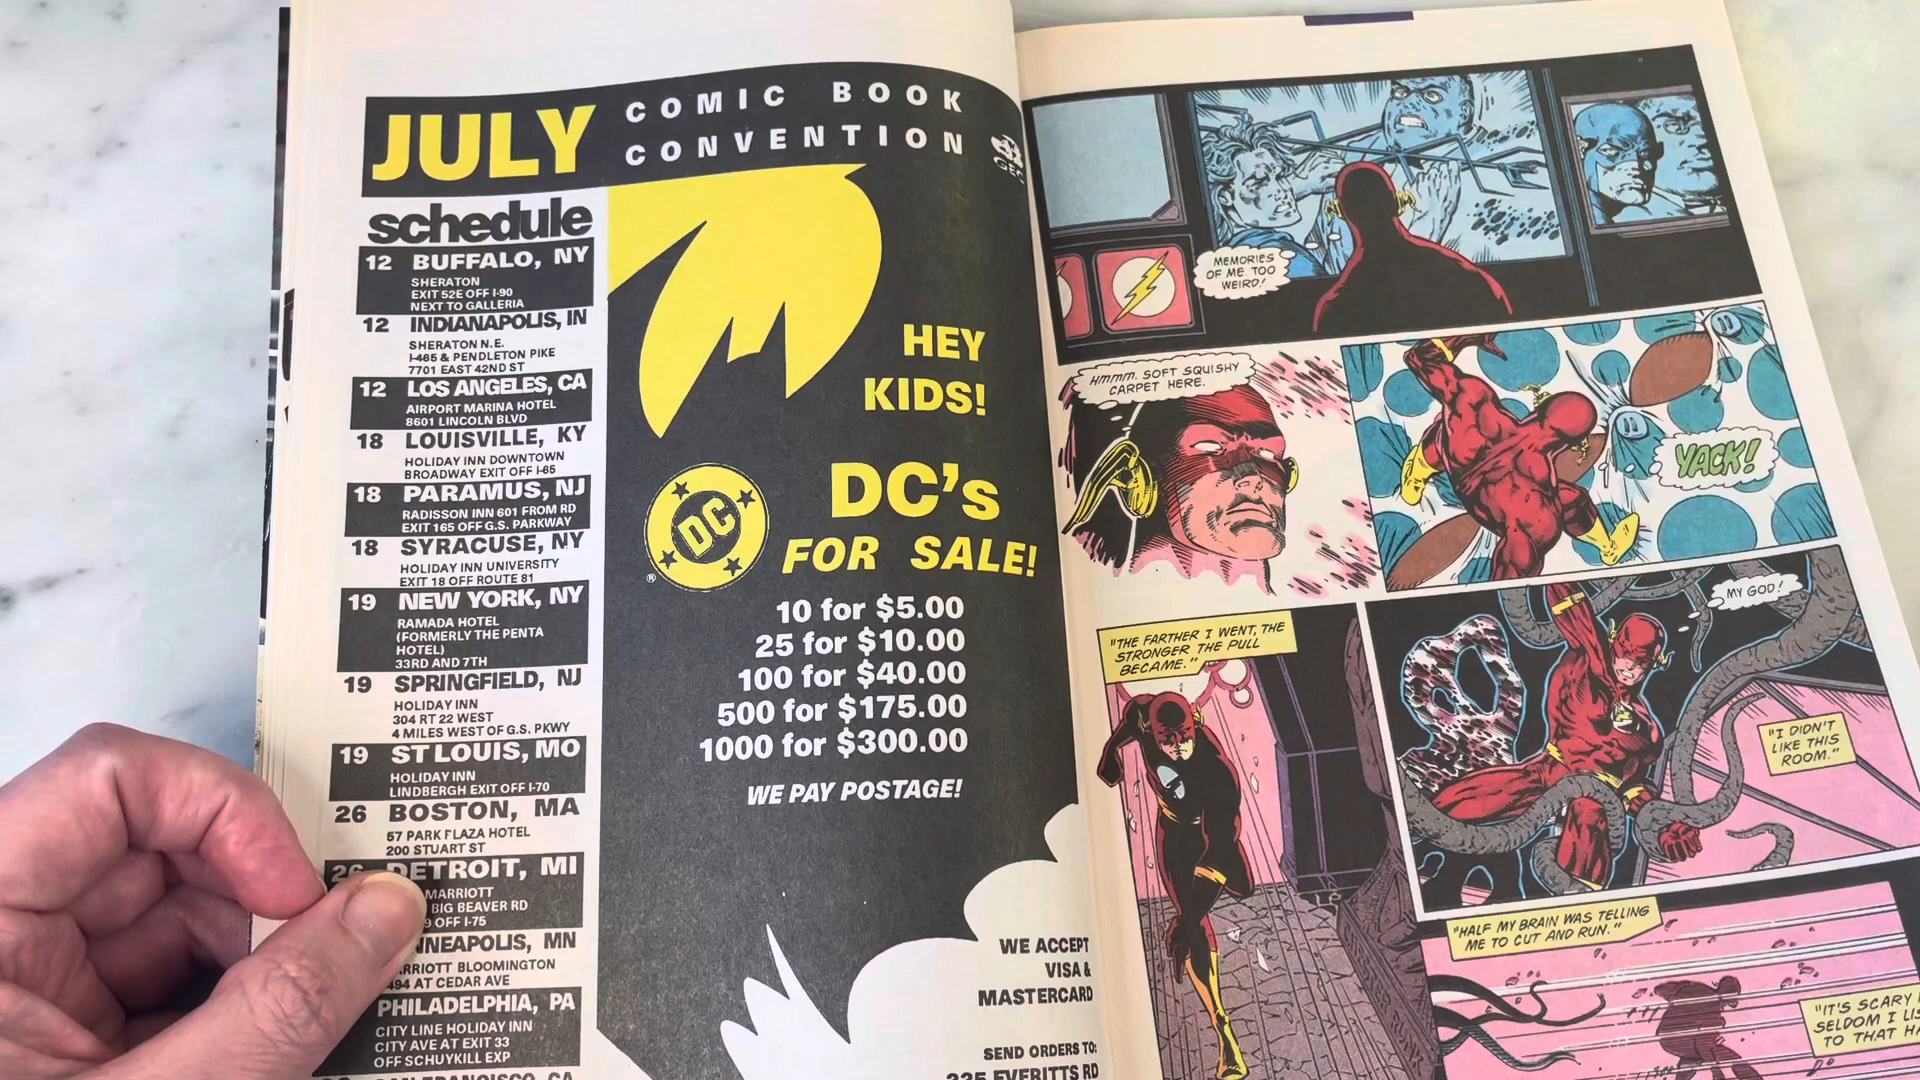 JULY COMIC BOOK
CONVENTION
schedule
12 BUFFALO, NY
SHERATON
EXIT 52E OFF I-90
NEXT TO GALLERIA
12 INDIANAPOLIS, IN
SHERATON N.E.
I-465 & PENDLETON PIKE
7701 EAST 42ND ST
12 LOS ANGELES, CA
AIRPORT MARINA HOTEL
8601 LINCOLN BLVD
18 LOUISVILLE, KY
HOLIDAY INN DOWNTOWN
BROADWAY EXIT OFF I-65
18 PARAMUS, NJ
RADISSON INN 601 FROM RD
EXIT 165 OFF G.S. PARKWAY
18 SYRACUSE, NY
HOLIDAY INN UNIVERSITY
EXIT 18 OFF ROUTE 81
19 NEW YORK, NY
RAMADA HOTEL
(FORMERLY THE PENTA
HOTEL)
33RD AND 7TH
19 SPRINGFIELD, NJ
HOLIDAY INN
304 RT 22 WEST
4 MILES WEST OF G.S. PKWY
19 ST LOUIS, MO
HOLIDAY INN
LINDBERGH EXIT OFF I-70
26 BOSTON, MA
57 PARK PLAZA HOTEL
200 STUART ST
26 DETROIT, MI
MARRIOTT
BIG BEAVER RD
OFF I-75
MN
BLOOMINGTON
494 AT CEDAR AVE
PHILADELPHIA, PA
CITY LINE HOLIDAY INN
CITY AVE AT EXIT 33
OFF SCHUYKILL EXP
HEY
KIDS!
DC
®
DC's
FOR SALE!
10 for $5.00
25 for $10.00
100 for $40.00
500 for $175.00
1000 for $300.00
WE PAY POSTAGE!
WE ACCEPT
VISA &
MASTERCARD
SEND ORDERS TO:
225 EVERITTS RD
MEMORIES
OF ME. TOO
WEIRD!
HMMM. SOFT SQUISHY
CARPET HERE.
YACK!
"THE FARTHER I WENT, THE
STRONGER THE PULL
BECAME."
MY GOD!
"I DIDN'T
LIKE THIS
ROOM."
"HALF MY BRAIN WAS TELLING
ME TO CUT AND RUN."
"IT'S SCARY
SELDOM I
TO THAT